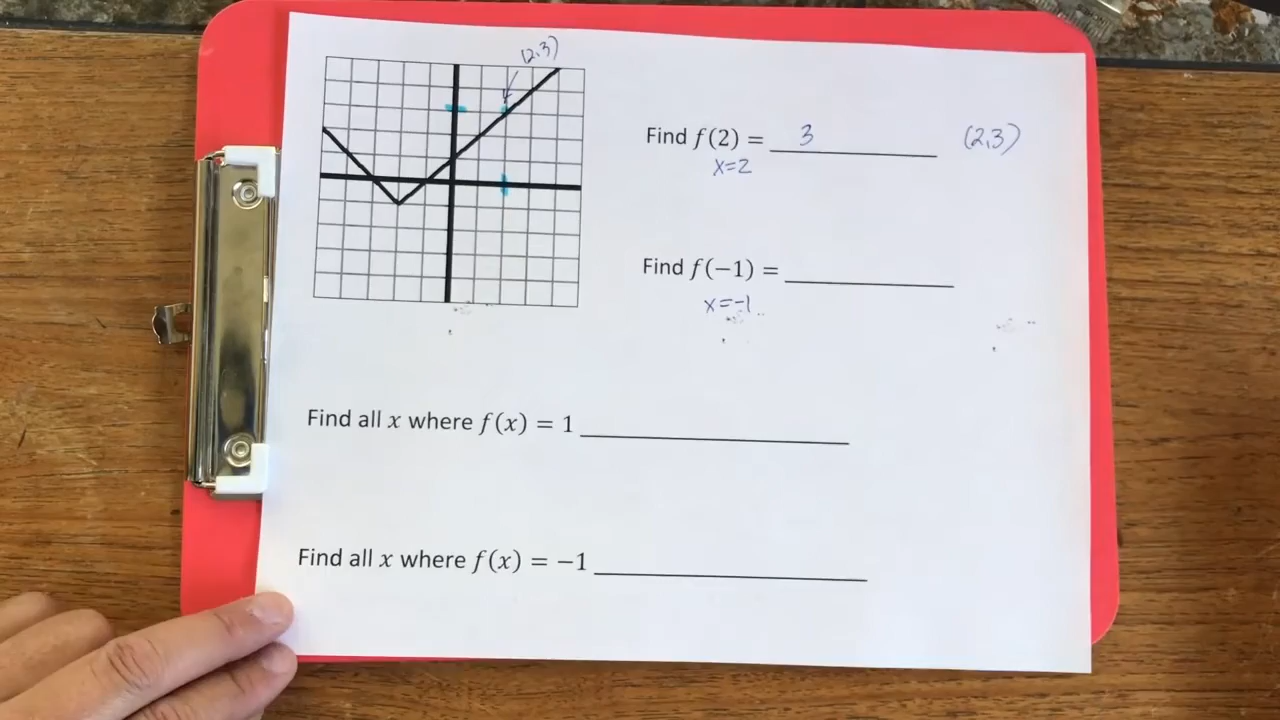 (2,3)
Find f(2) = 3 (2,3)
x=2
Find f(−1) =
x=-1
Find all x where f(x) = 1
Find all x where f(x) = −1